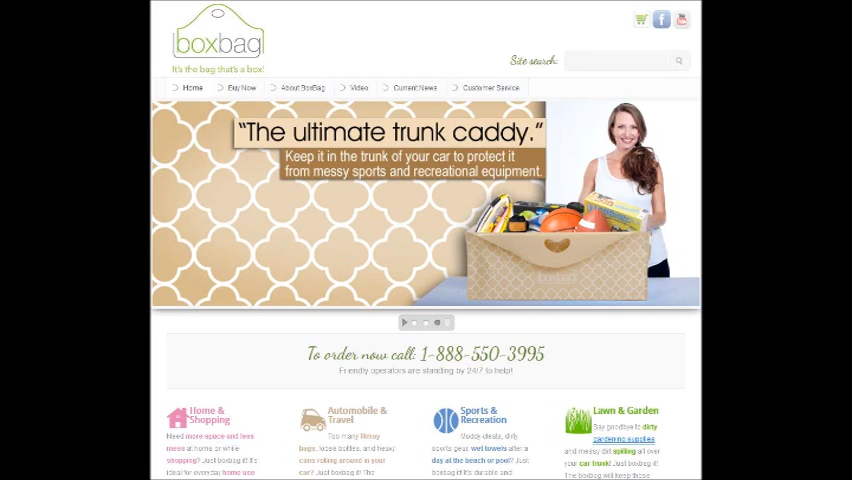 boxbag
It's the bag that's a box!
Site search:
Home
Buy Now
About BoxBag
Video
Current News
Customer Service
"The ultimate trunk caddy."
Keep it in the trunk of your car to protect it
from messy sports and recreational equipment.
boxbag
To order now call: 1-888-550-3995
Friendly operators are standing by 24/7 to help!
Home &
Shopping
Need more space and less
mess at home or while
shopping? Just boxbag it! It's
ideal for everyday home use
Automobile &
Travel
Too many flimsy
bags, loose bottles, and heavy
cans rolling around in your
car? Just boxbag it! The
Sports &
Recreation
Muddy cleats, dirty
sports gear, wet towels after a
day at the beach or pool? Just
boxbag it! It's durable and
Lawn & Garden
Say goodbye to dirty
gardening supplies
and messy dirt spilling all over
your car trunk! Just boxbag it!
The boxbag will keep those